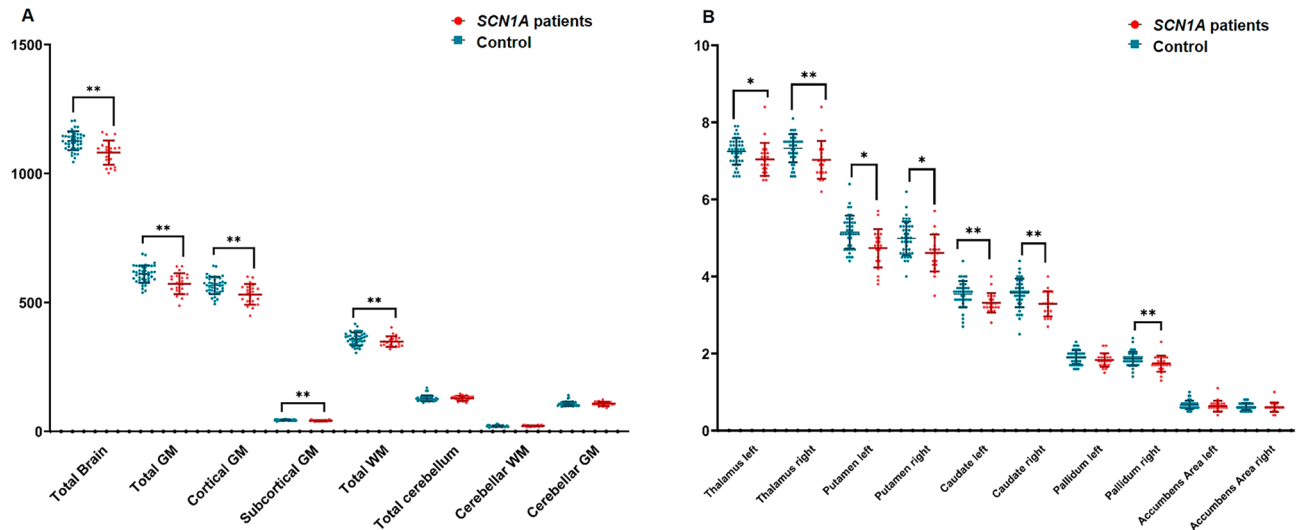 A
SCN1A patients
Control
1500
1000
500
0
**
**
**
**
**
Total Brain
Total GM
Cortical GM
Subcortical GM
Total WM
Total cerebellum
Cerebellar WM
Cerebellar GM
B
SCN1A patients
Control
10
8
6
4
2
0
*
**
*
*
**
**
**
Thalamus left
Thalamus right
Putamen left
Putamen right
Caudate left
Caudate right
Pallidum left
Pallidum right
Accumbens Area left
Accumbens Area right